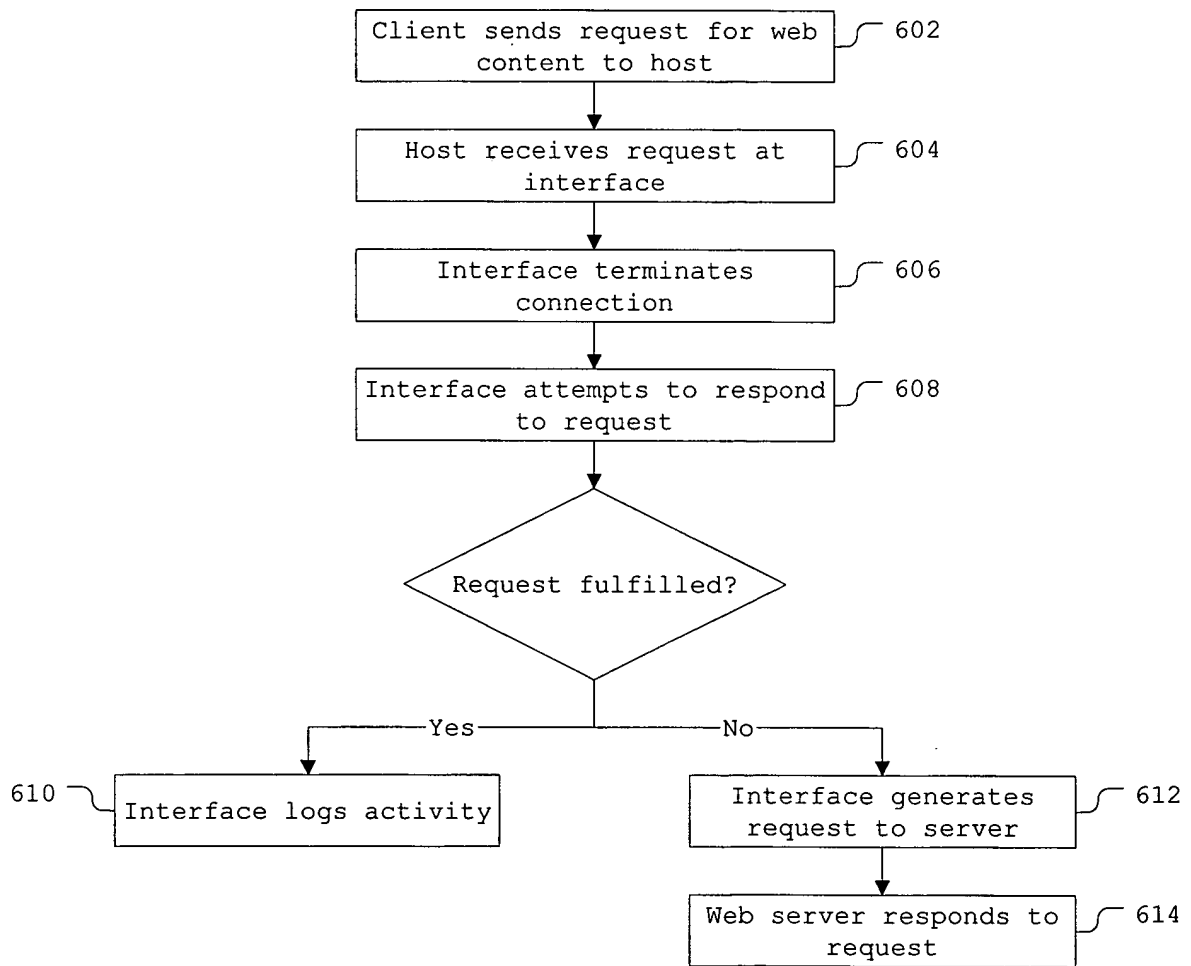 Client sends request for web
content to host
602
Host receives request at
interface
604
Interface terminates
connection
606
Interface attempts to respond
to request
608
Request fulfilled?
Yes
No
610
Interface logs activity
Interface generates
request to server
612
Web server responds to
request
614